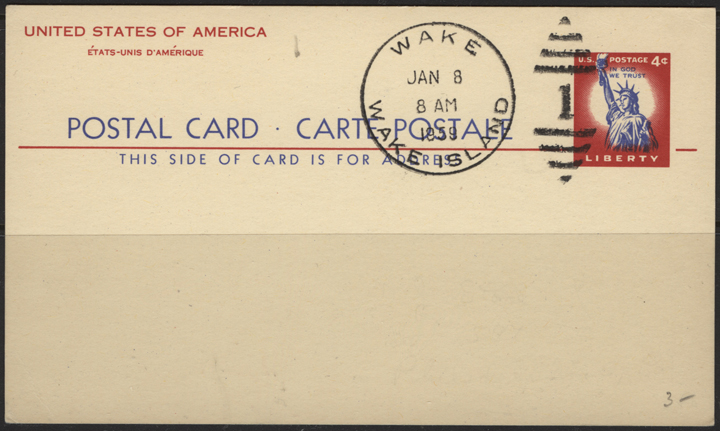 UNITED STATES OF AMERICA
ÉTATS-UNIS D'AMÉRIQUE
WAKE
JAN 8
8 AM
1959
WAKE ISLAND
1
U.S. POSTAGE 4¢
IN GOD
WE TRUST
LIBERTY
POSTAL CARD · CARTE POSTALE
THIS SIDE OF CARD IS FOR ADDRESS
3-